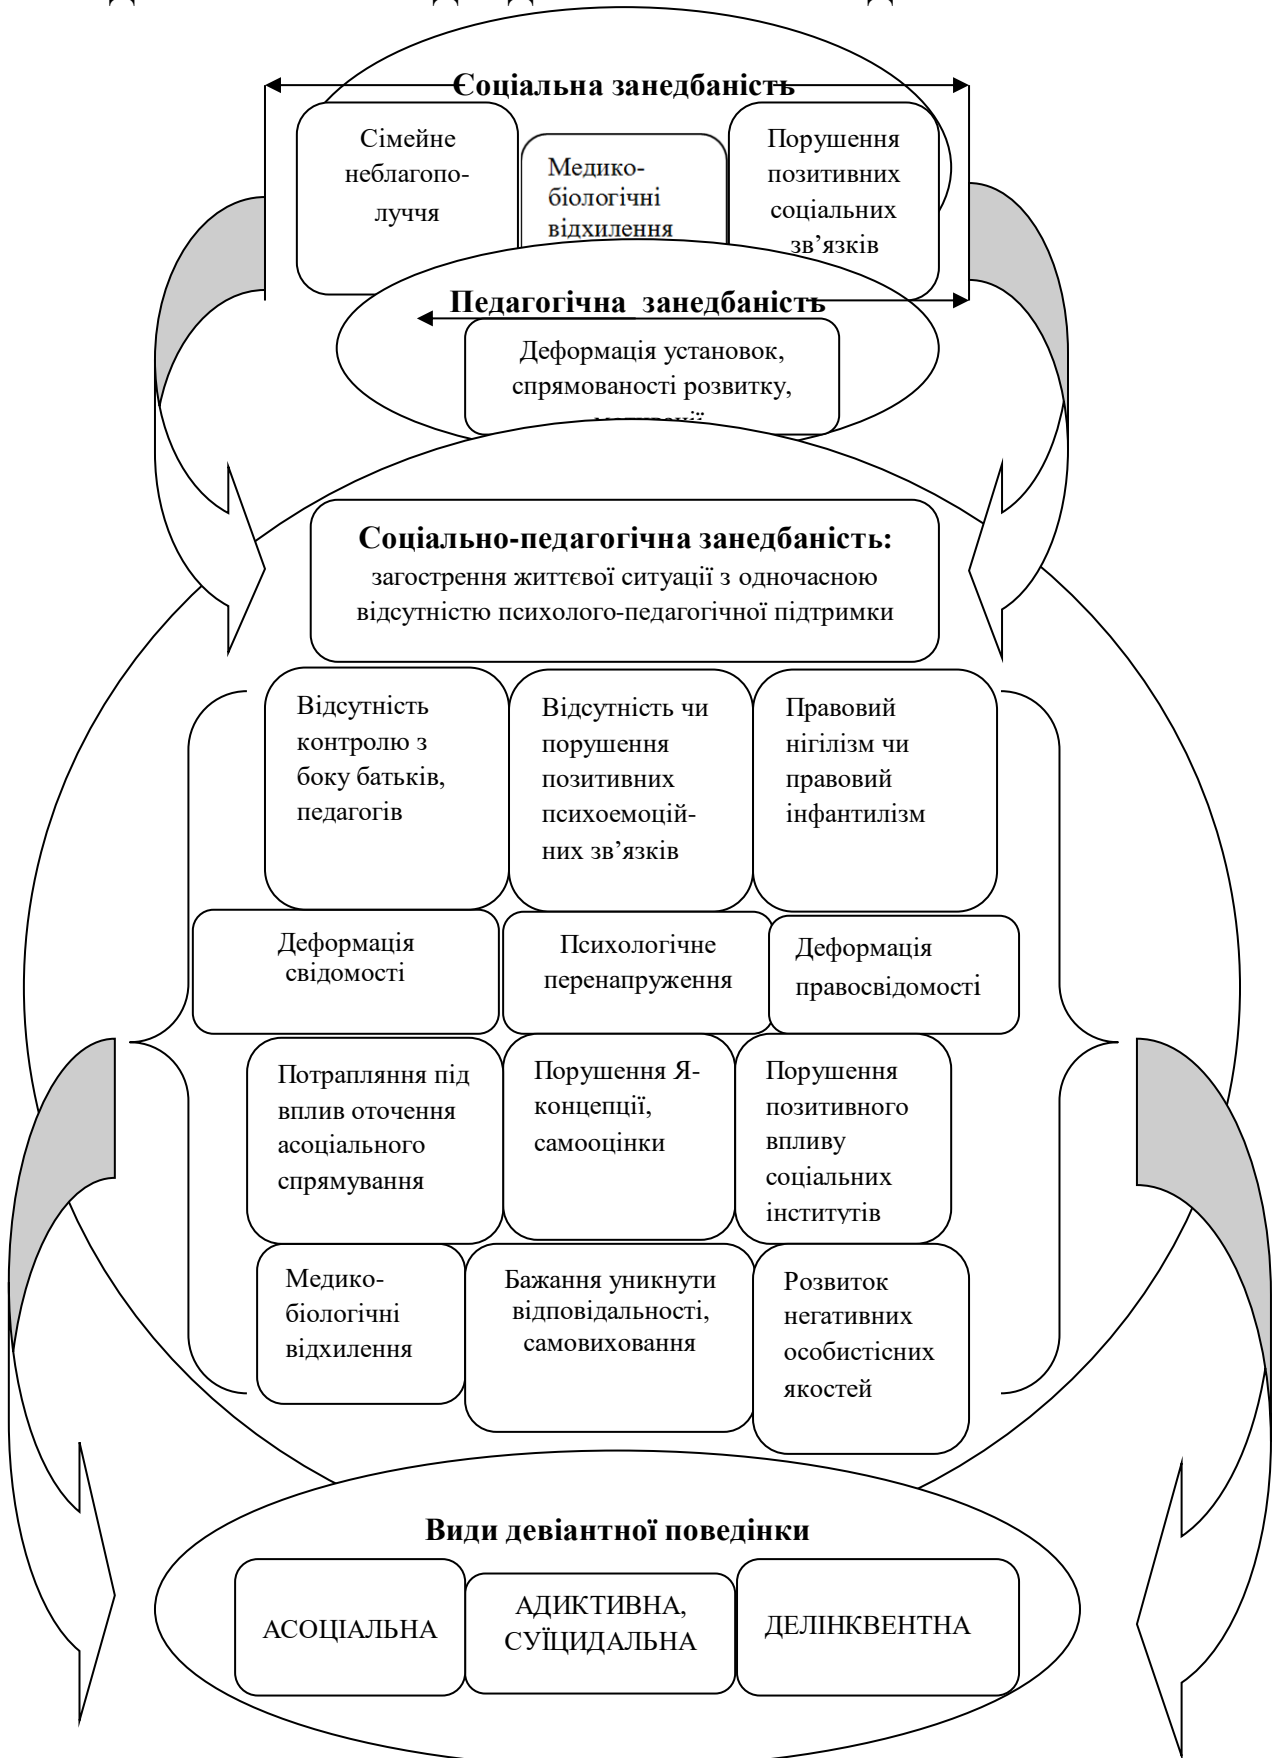 Соціальна занедбаність
Сімейне
неблагопо-
луччя
Медико-
біологічні
відхилення
Порушення
позитивних
соціальних
зв’язків
Педагогічна занедбаність
Деформація установок,
спрямованості розвитку,
Соціально-педагогічна занедбаність:
загострення життєвої ситуації з одночасною
відсутністю психолого-педагогічної підтримки
Відсутність
контролю з
боку батьків,
педагогів
Відсутність чи
порушення
позитивних
психоемоцій-
них зв’язків
Правовий
нігілізм чи
правовий
інфантилізм
Деформація
свідомості
Психологічне
перенапруження
Деформація
правосвідомості
Потрапляння під
вплив оточення
асоціального
спрямування
Порушення Я-
концепції,
самооцінки
Порушення
позитивного
впливу
соціальних
інститутів
Медико-
біологічні
відхилення
Бажання уникнути
відповідальності,
самовиховання
Розвиток
негативних
особистісних
якостей
Види девіантної поведінки
АСОЦІАЛЬНА
АДИКТИВНА,
СУЇЦИДАЛЬНА
ДЕЛІНКВЕНТНА